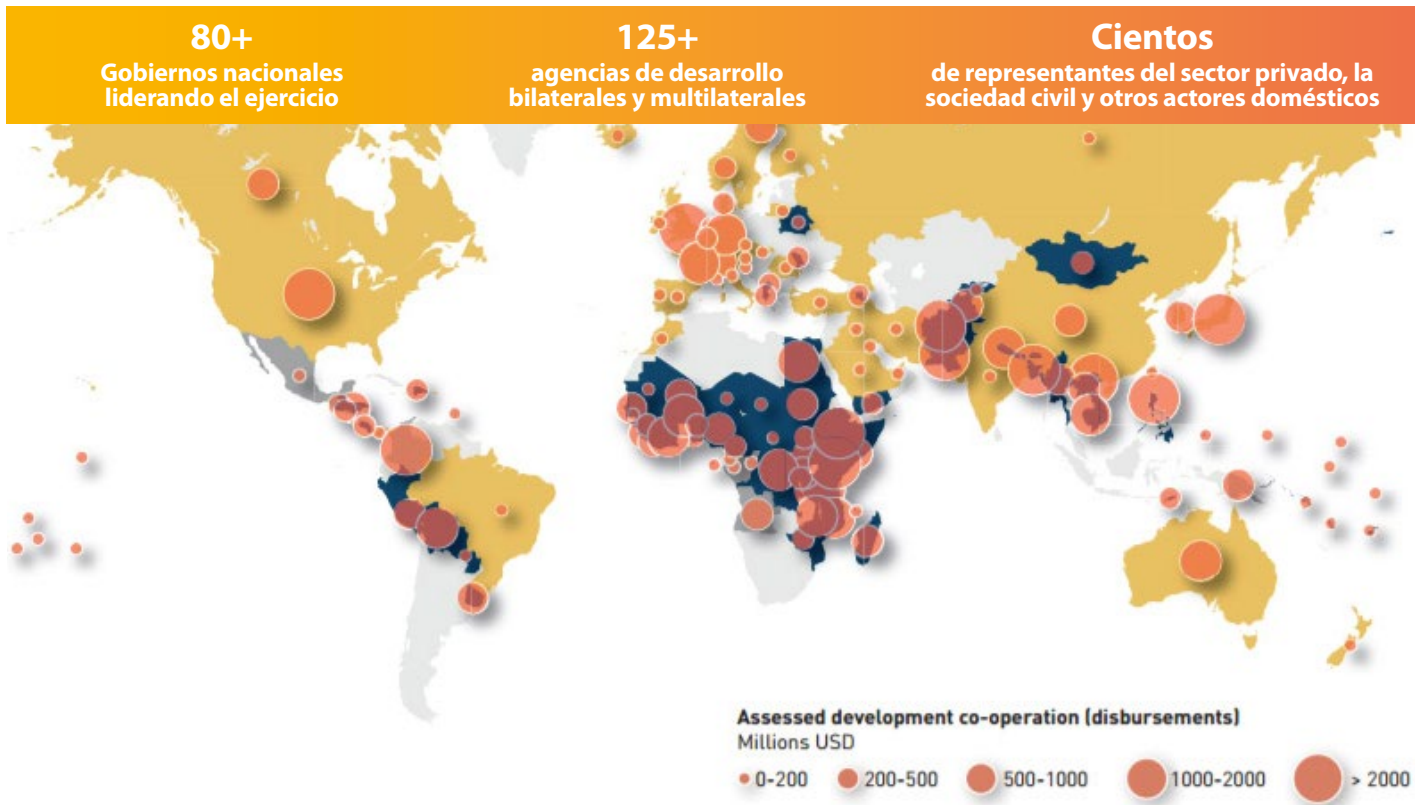 80+
Gobiernos nacionales
liderando el ejercicio
125+
agencias de desarrollo
bilaterales y multilaterales
Cientos
de representantes del sector privado, la
sociedad civil y otros actores domésticos
Assessed development co-operation (disbursements)
Millions USD
0-200
200-500
500-1000
1000-2000
> 2000